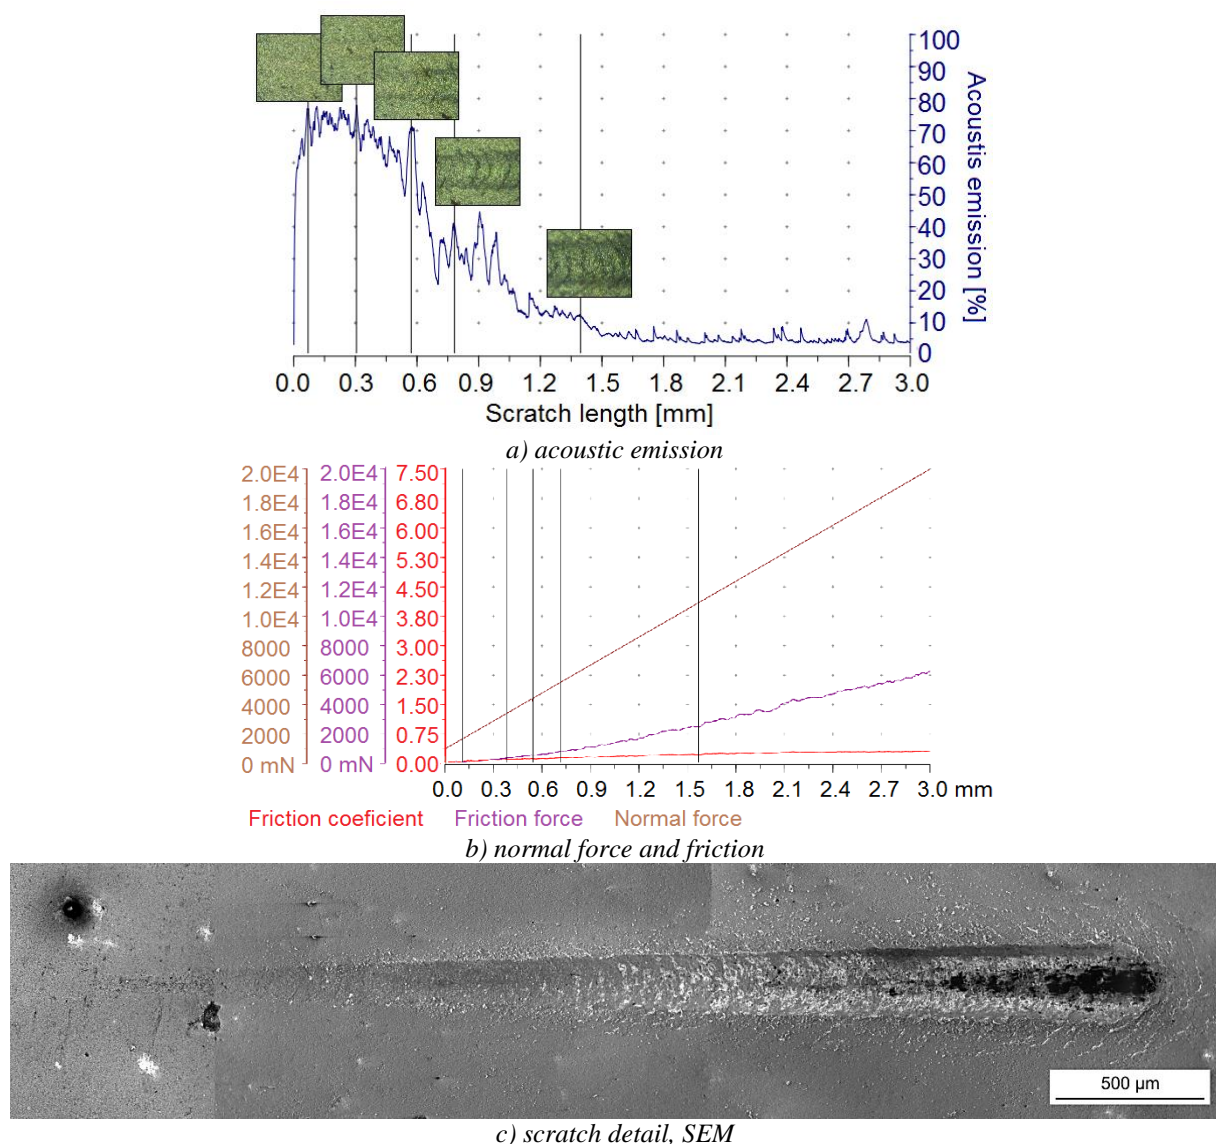 100
90
80
70
60
50
40
30
20
10
0
Acoustis emission [%]
0.0 0.3 0.6 0.9 1.2 1.5 1.8 2.1 2.4 2.7 3.0
Scratch length [mm]
a) acoustic emission
2.0E4 2.0E4 7.50
1.8E4 1.8E4 6.80
1.6E4 1.6E4 6.00
1.4E4 1.4E4 5.30
1.2E4 1.2E4 4.50
1.0E4 1.0E4 3.80
8000 8000 3.00
6000 6000 2.30
4000 4000 1.50
2000 2000 0.75
0 mN 0 mN 0.00
0.0 0.3 0.6 0.9 1.2 1.5 1.8 2.1 2.4 2.7 3.0 mm
Friction coeficient Friction force Normal force
b) normal force and friction
500 µm
c) scratch detail, SEM